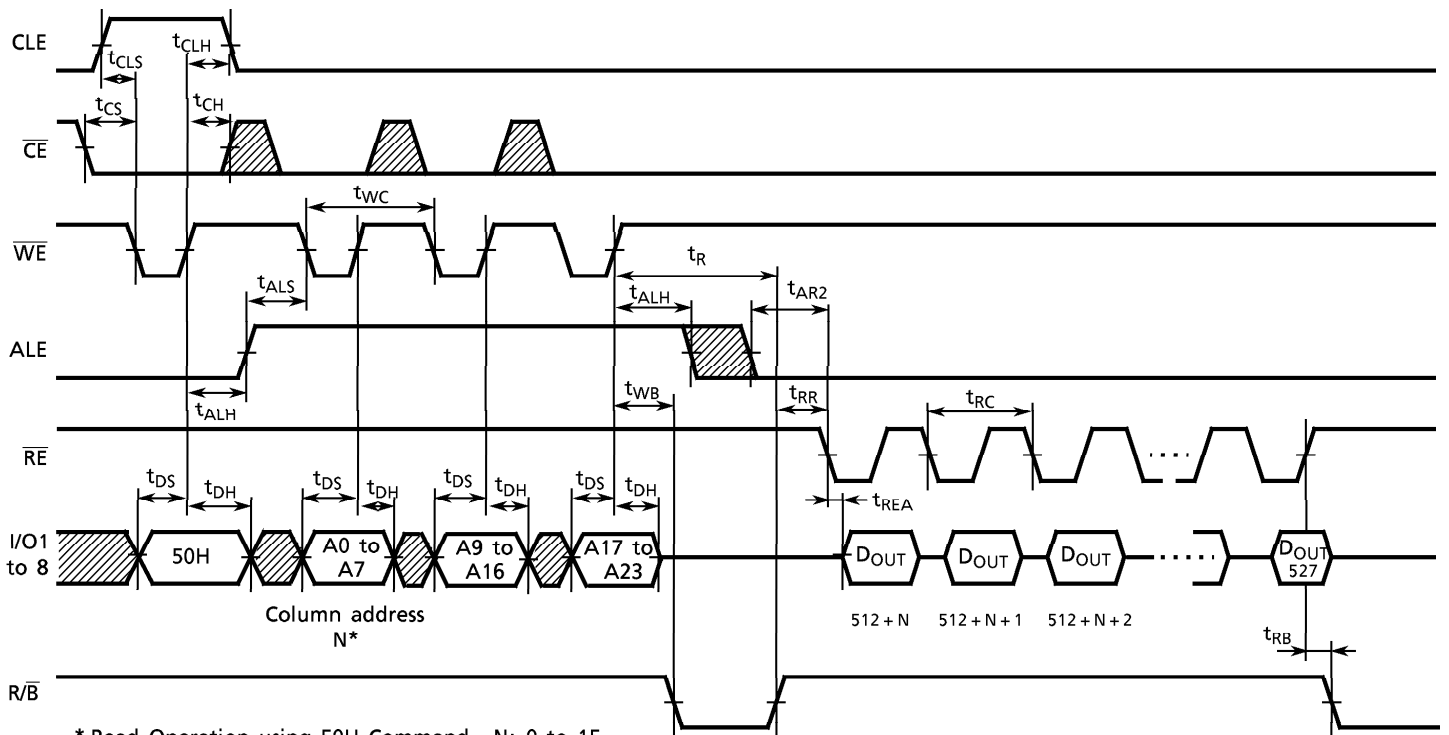 CLE
tCLS
tCLH
tCS
tCH
CE
tWC
WE
tR
tALS
tALH
tAR2
ALE
tALH
tWB
tRR
tRC
RE
tDS
tDH
tDS
tDH
tDS
tDH
tDS
tDH
tREA
I/O1
to 8
50H
A0 to
A7
A9 to
A16
A17 to
A23
DOUT
DOUT
DOUT
DOUT
527
Column address
N*
512 + N
512 + N + 1
512 + N + 2
tRB
R/B
* Read Operation using 50H Command N: 0 to 15